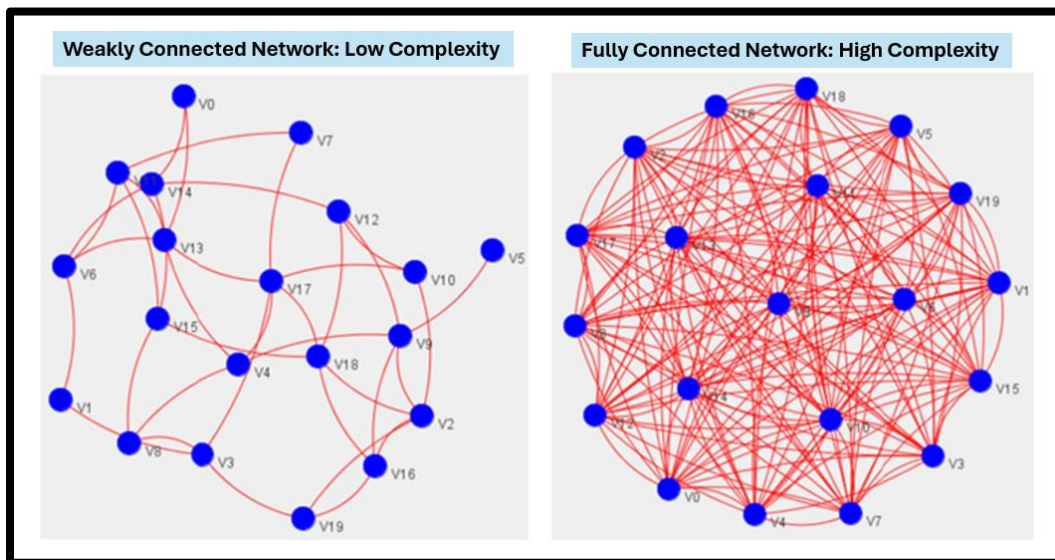 Weakly Connected Network: Low Complexity
Fully Connected Network: High Complexity
V0
V7
V14
V12
V13
V5
V6
V10
V17
V15
V9
V18
V4
V1
V2
V8
V3
V16
V19
V18
V16
V5
V19
V17
V1
V15
V12
V10
V3
V0
V4
V7